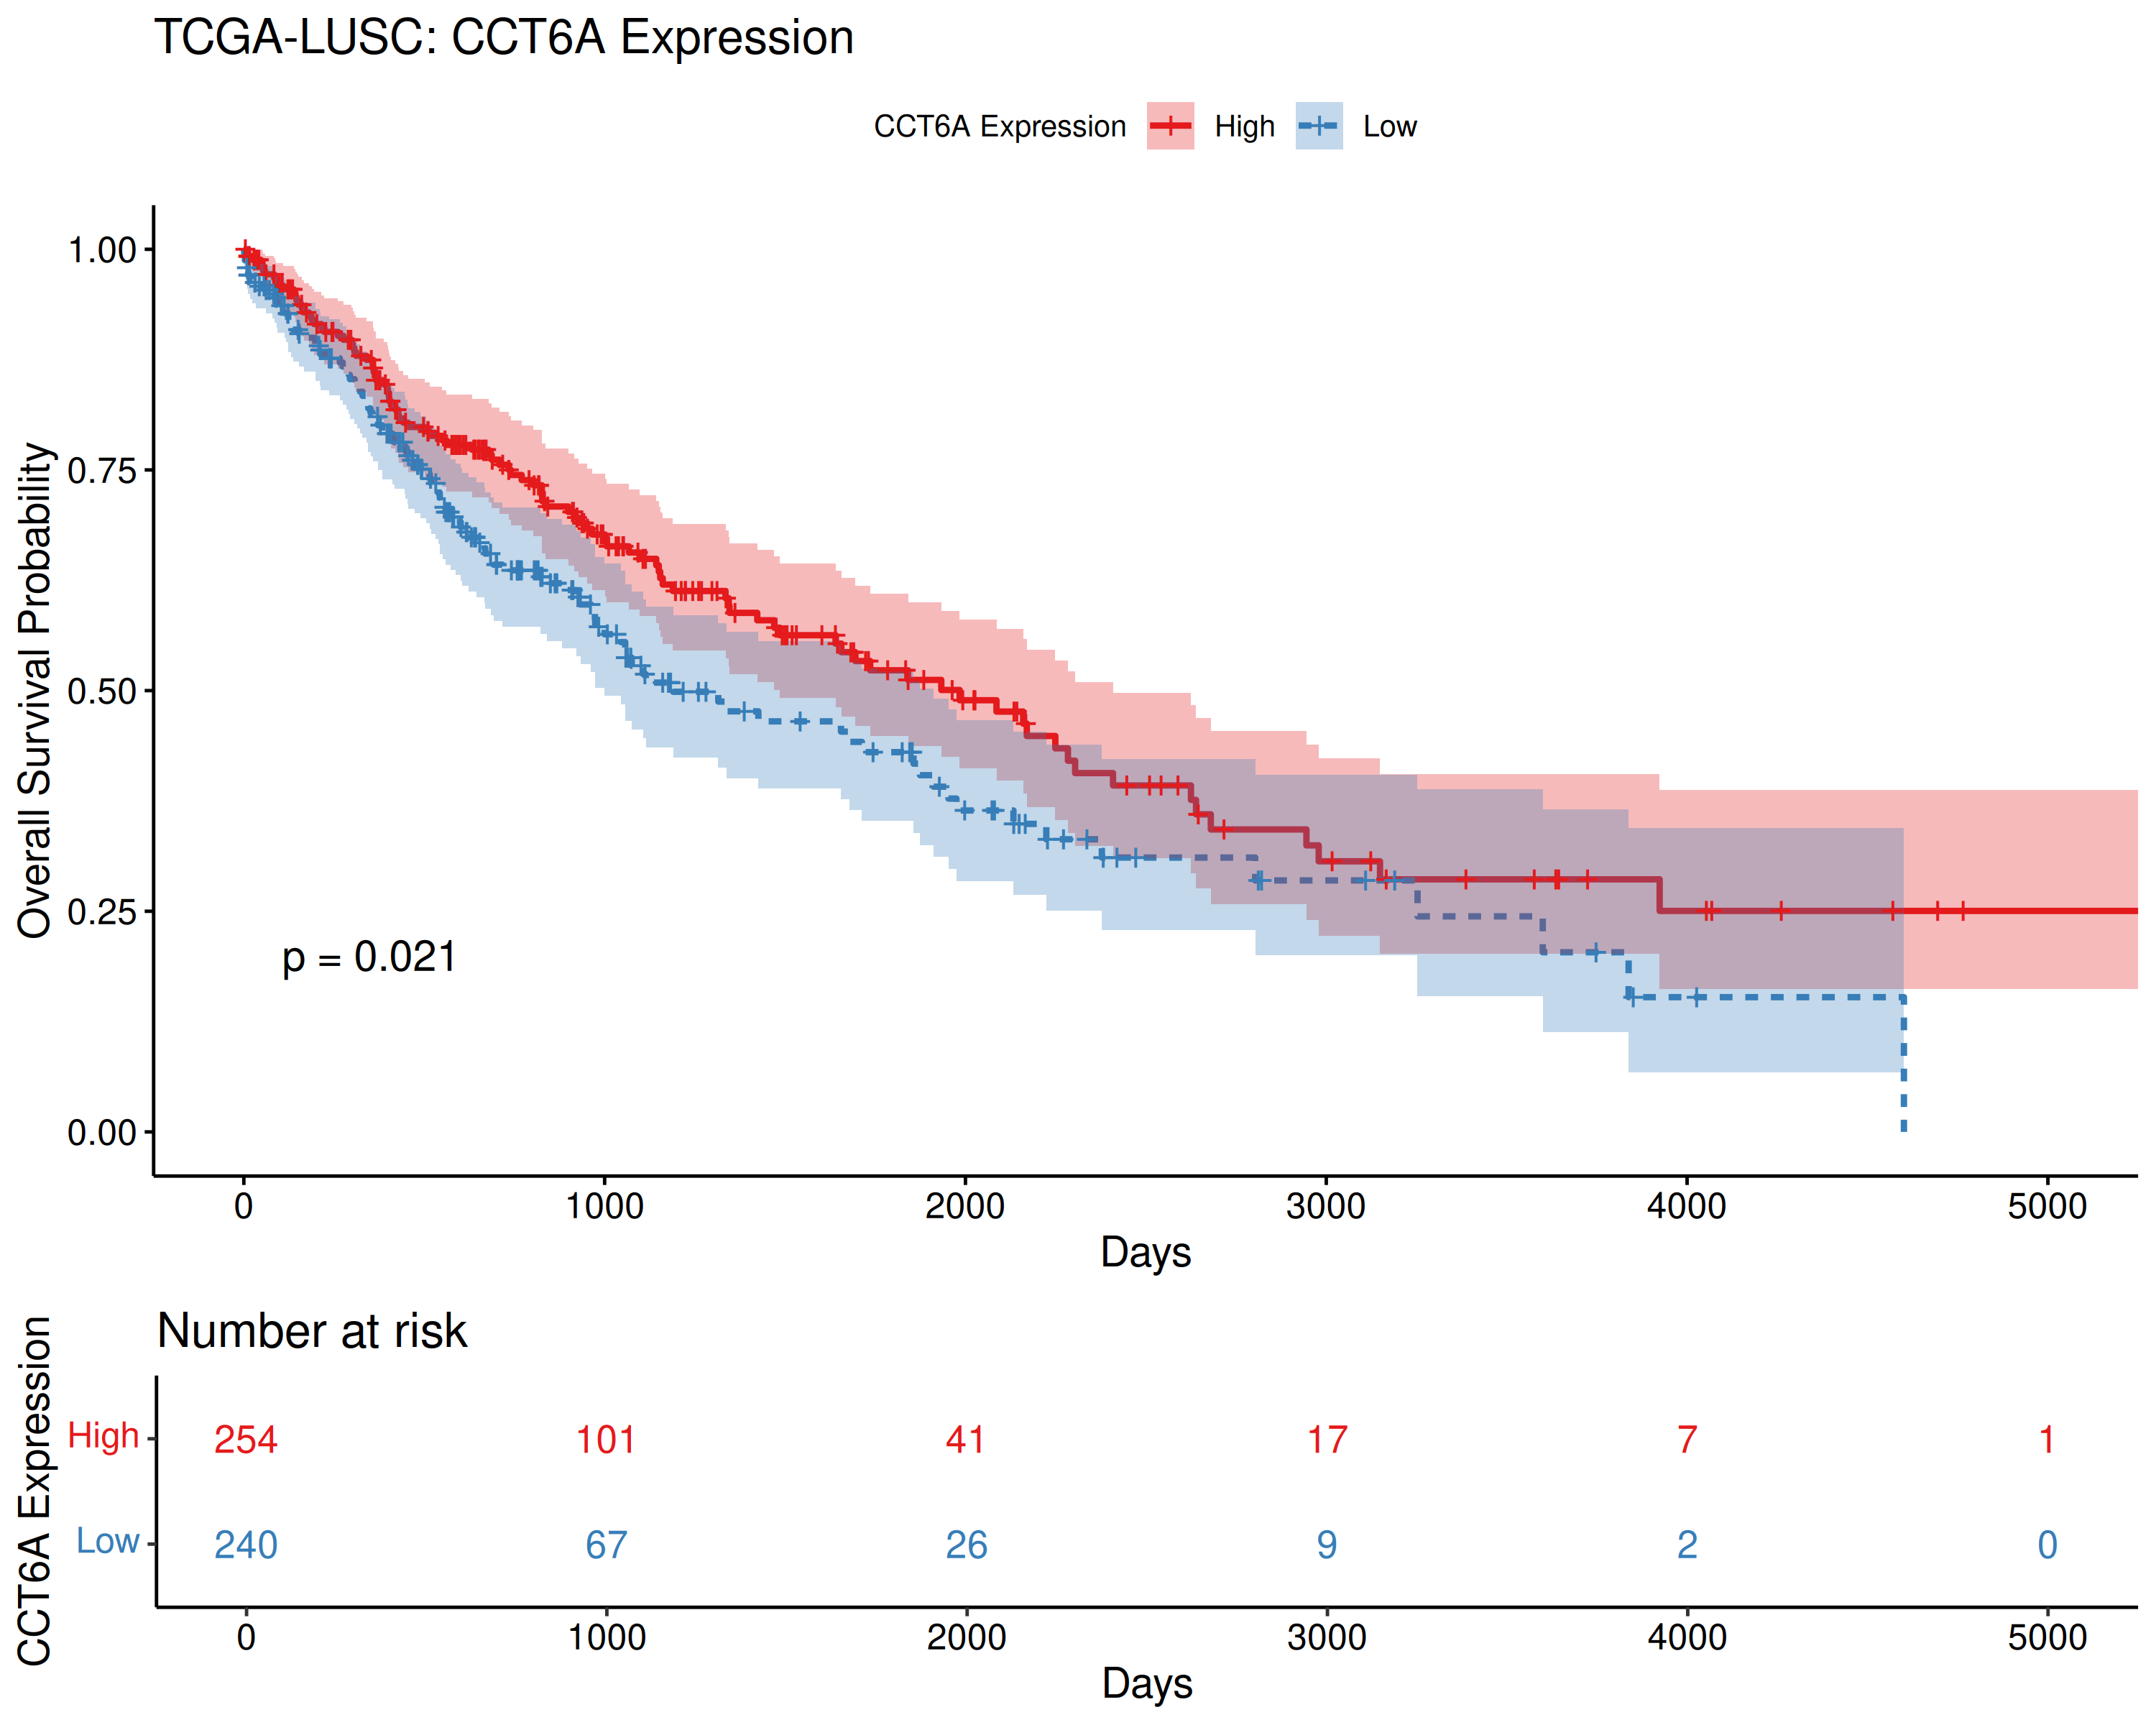 TCGA-LUSC: CCT6A Expression
CCT6A Expression High Low
Overall Survival Probability
1.00
0.75
0.50
0.25
0.00
p = 0.021
0 1000 2000 3000 4000 5000
Days
Number at risk
CCT6A Expression
High 254 101 41 17 7 1
Low 240 67 26 9 2 0
0 1000 2000 3000 4000 5000
Days